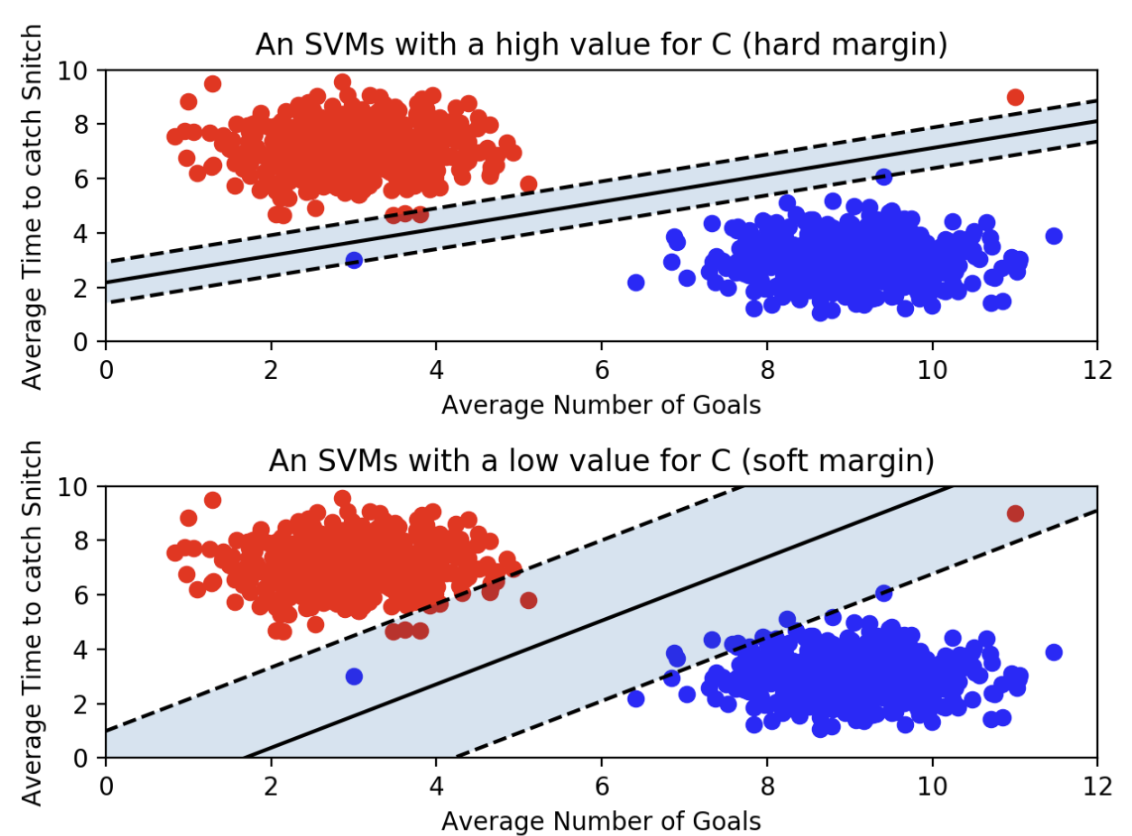 An SVMs with a high value for C (hard margin)
Average Time to catch Snitch
10
8
6
4
2
0
0 2 4 6 8 10 12
Average Number of Goals
An SVMs with a low value for C (soft margin)
Average Time to catch Snitch
10
8
6
4
2
0
0 2 4 6 8 10 12
Average Number of Goals